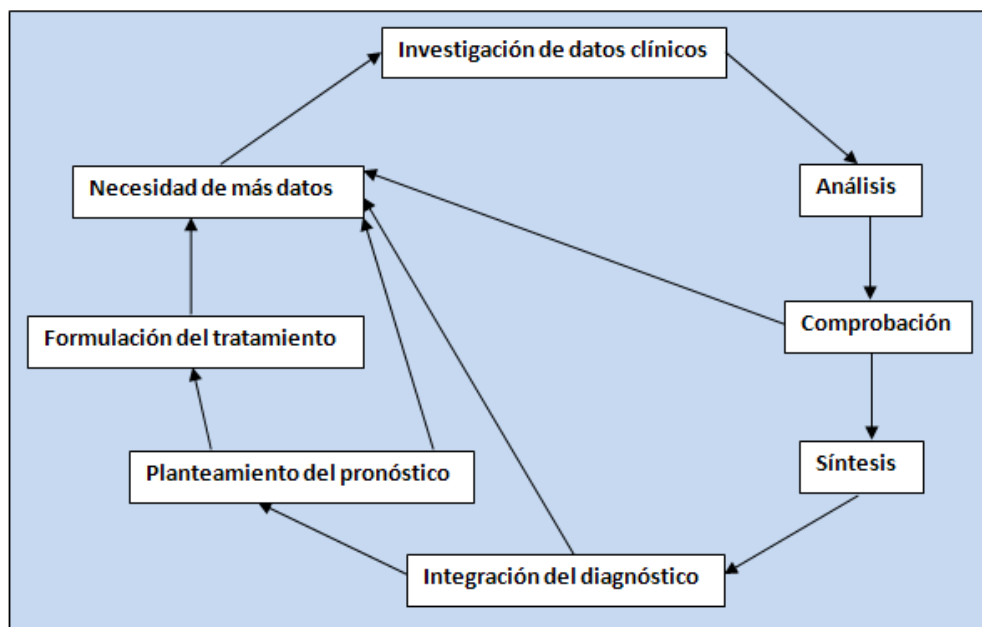 Investigación de datos clínicos
Necesidad de más datos
Análisis
Comprobación
Formulación del tratamiento
Síntesis
Planteamiento del pronóstico
Integración del diagnóstico